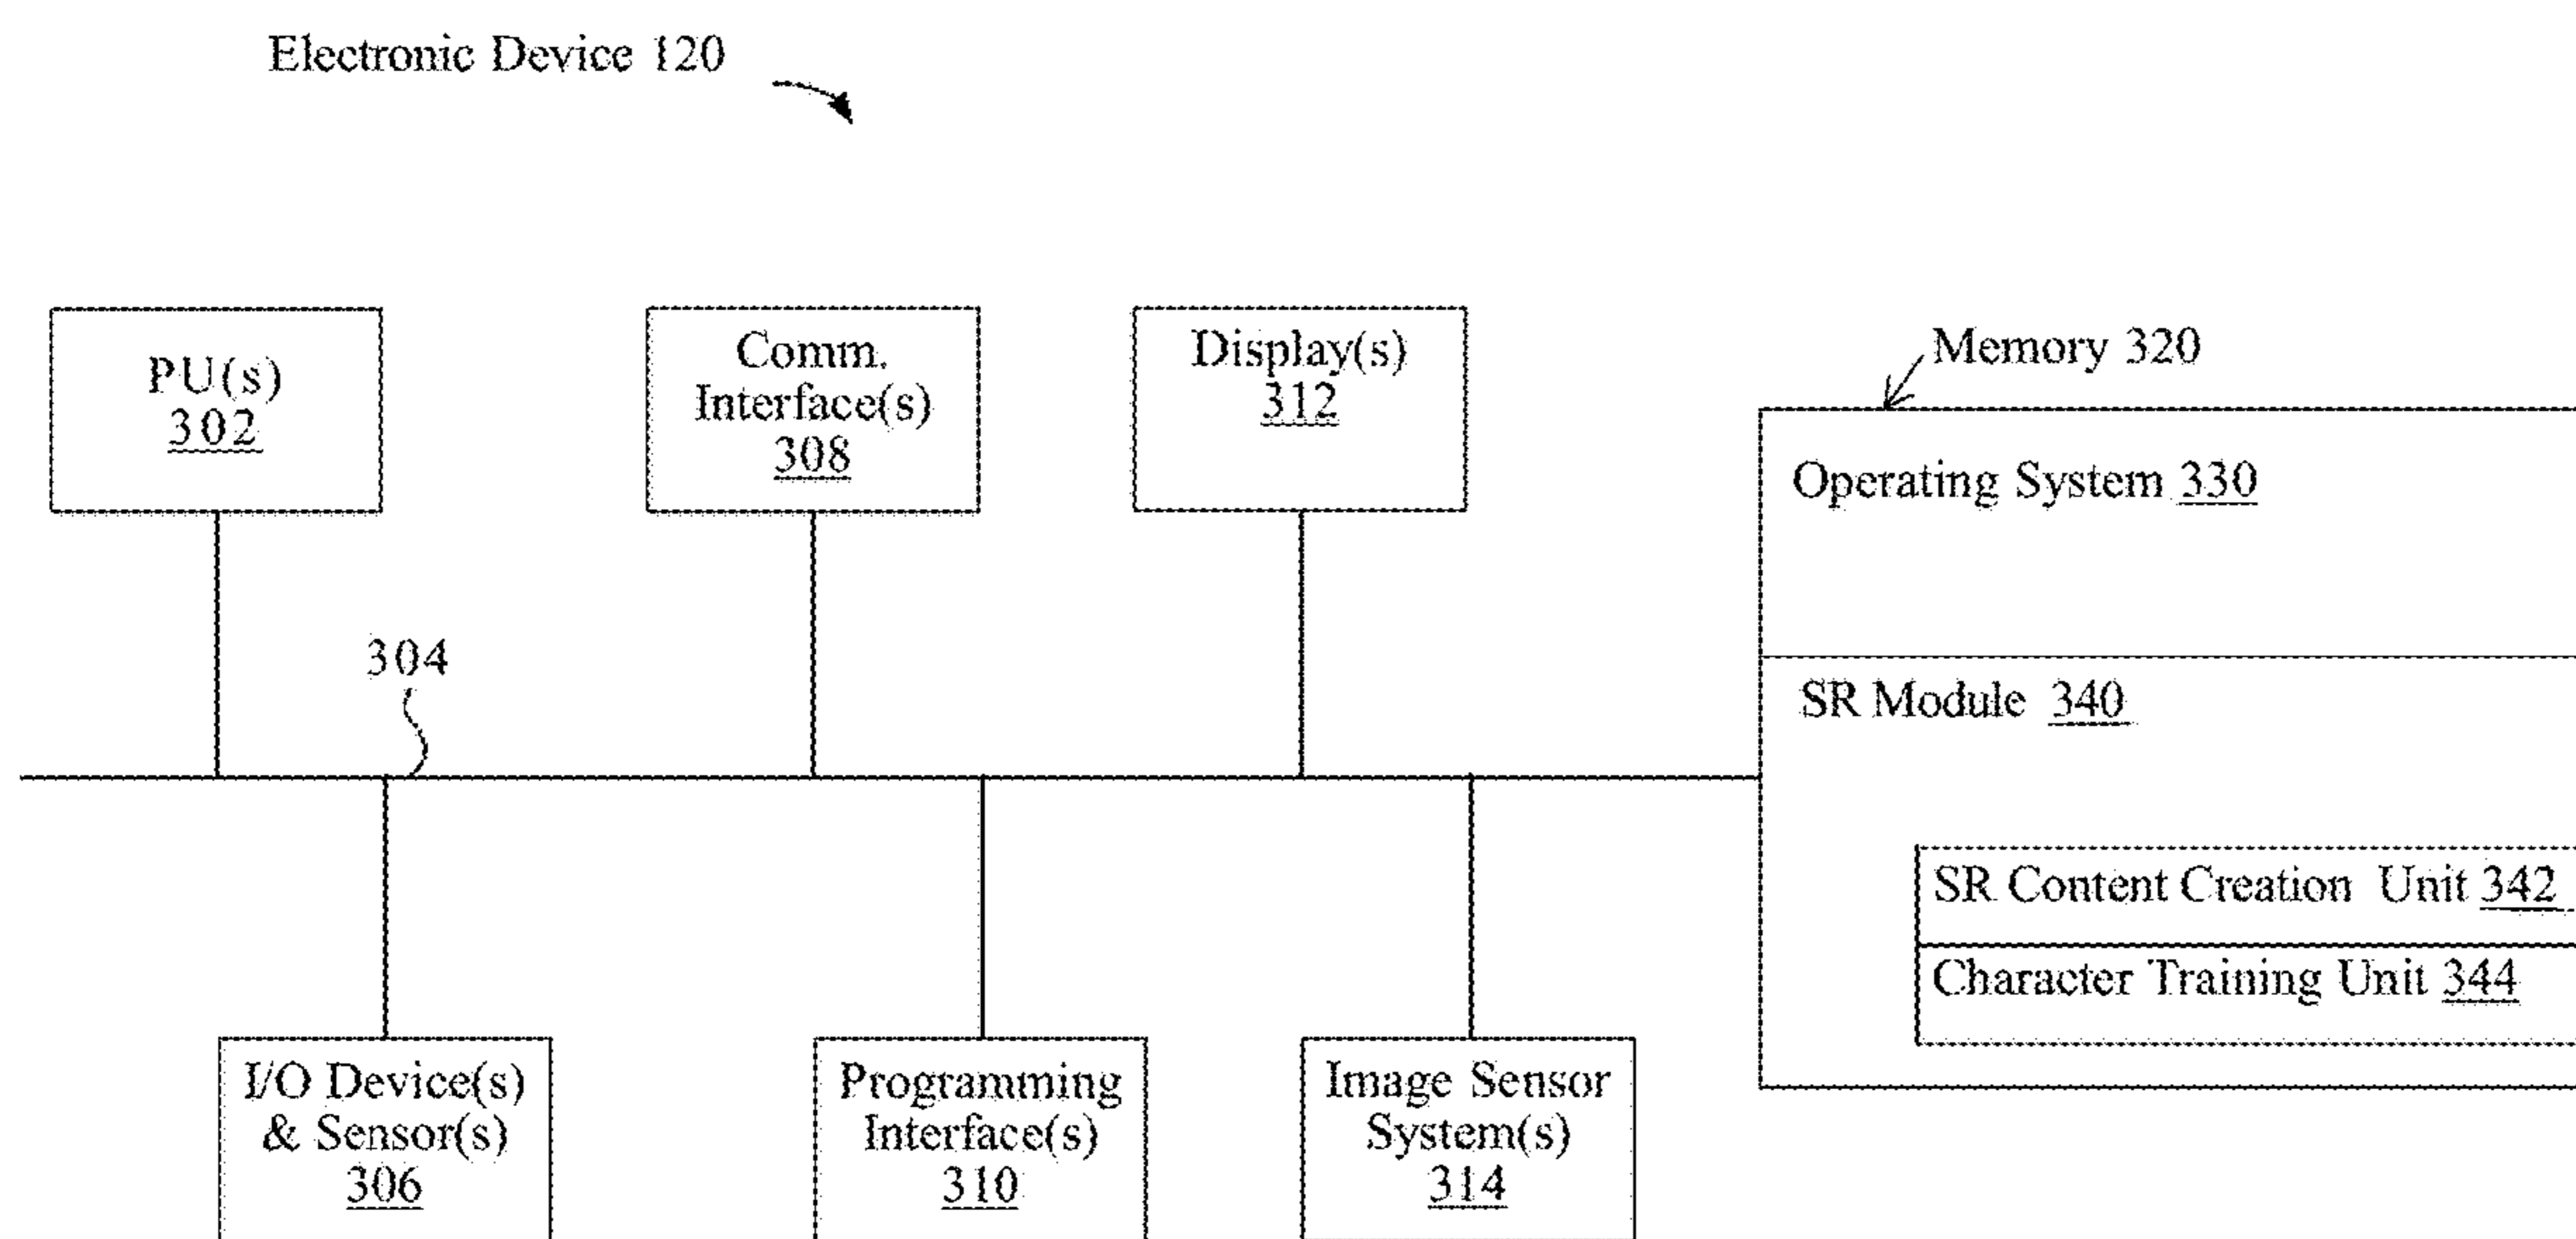 Electronic Device 120
PU(s)
302
Comm.
Interface(s)
308
Display(s)
312
Memory 320
Operating System 330
304
SR Module 340
SR Content Creation Unit 342
Character Training Unit 344
I/O Device(s)
& Sensor(s)
306
Programming
Interface(s)
310
Image Sensor
System(s)
314